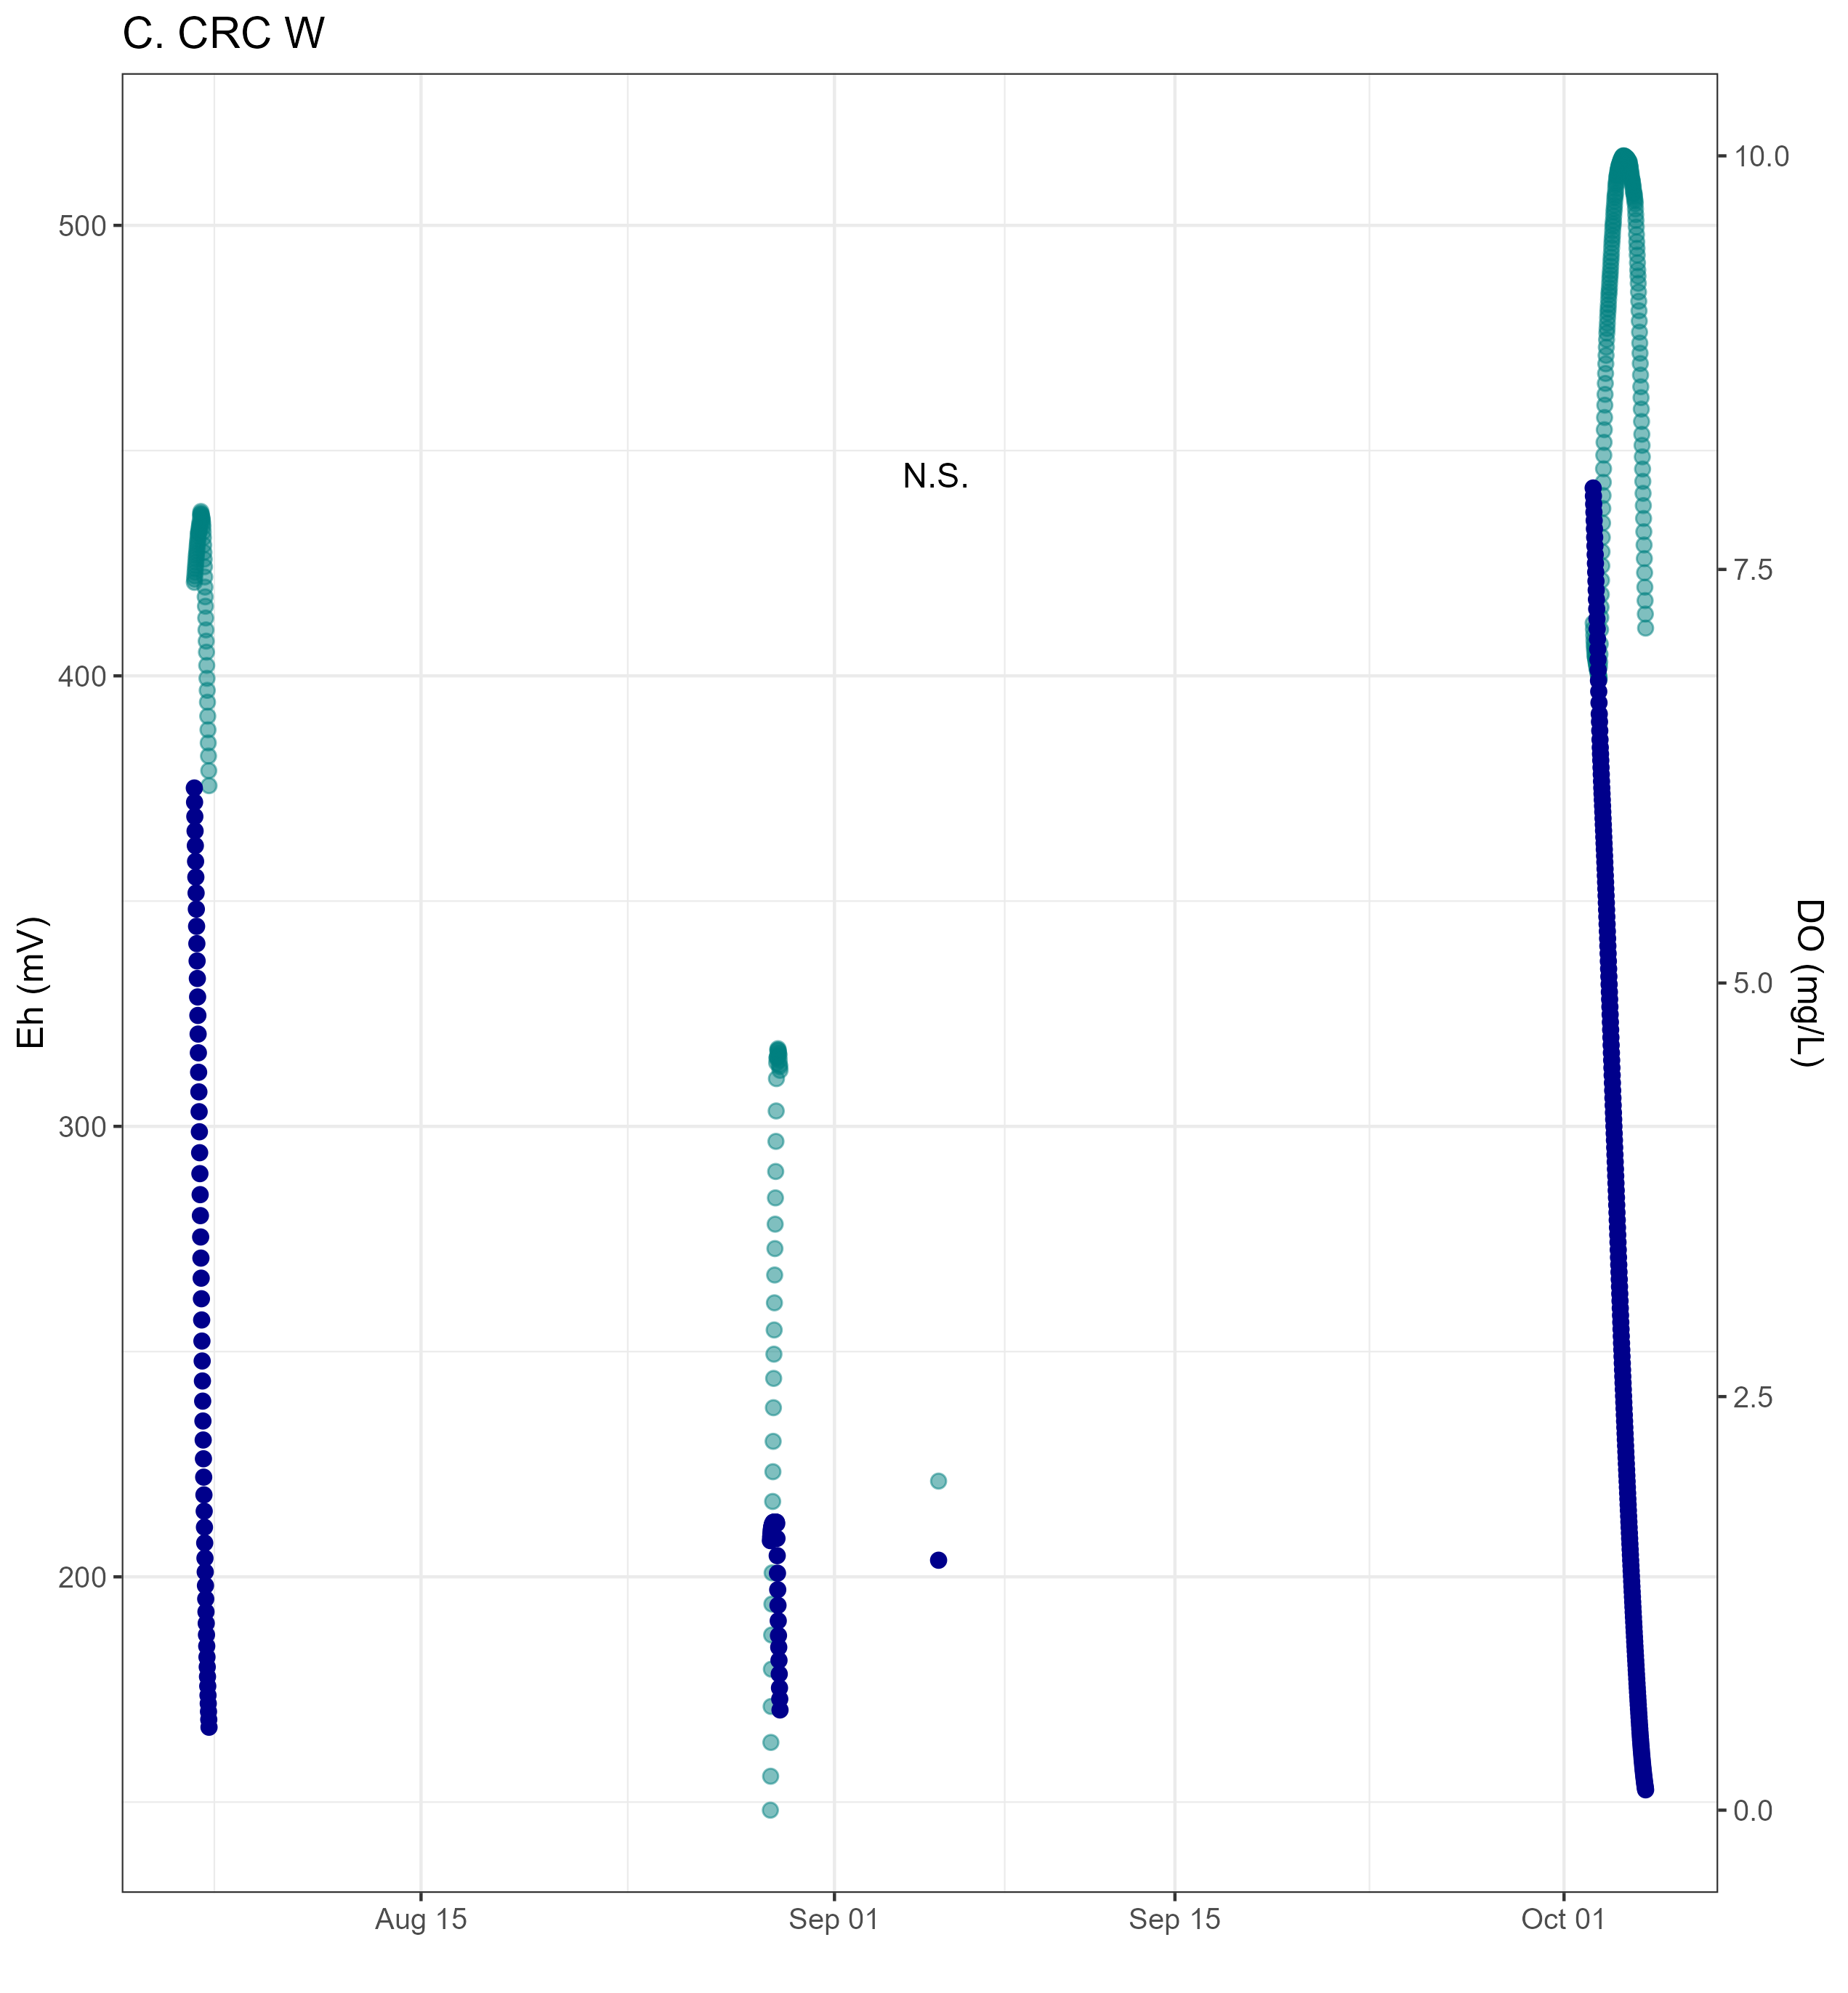 C. CRC W
500
400
300
200
Eh (mV)
N.S.
10.0
7.5
5.0
2.5
0.0
DO (mg/L)
Aug 15
Sep 01
Sep 15
Oct 01